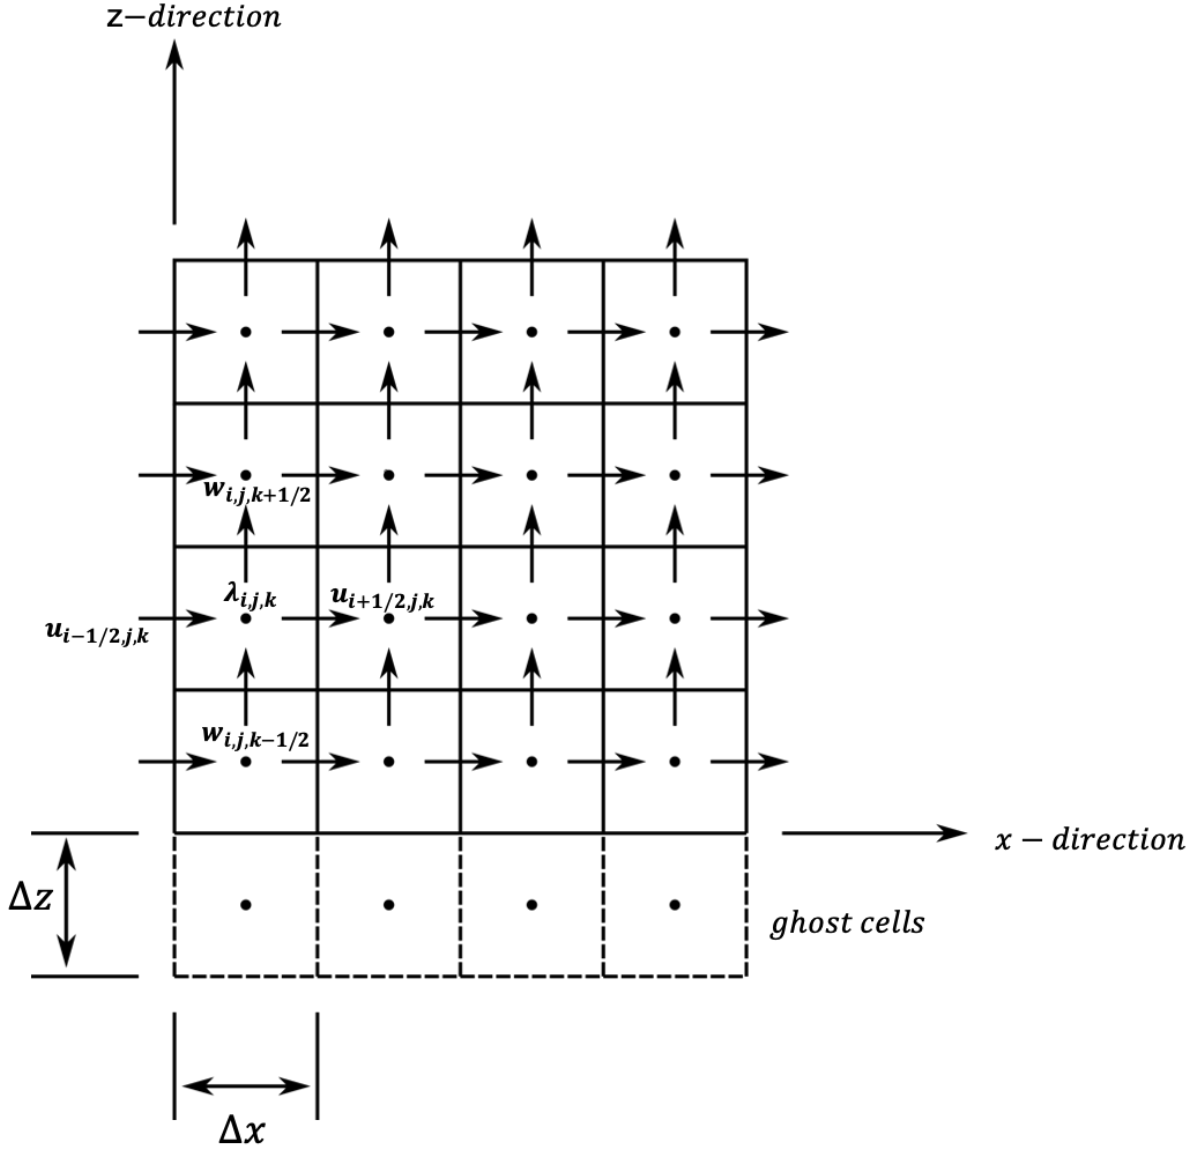 z−direction
w_{i,j,k+1/2}
λ_{i,j,k}
u_{i+1/2,j,k}
u_{i−1/2,j,k}
w_{i,j,k−1/2}
x − direction
Δz
ghost cells
Δx